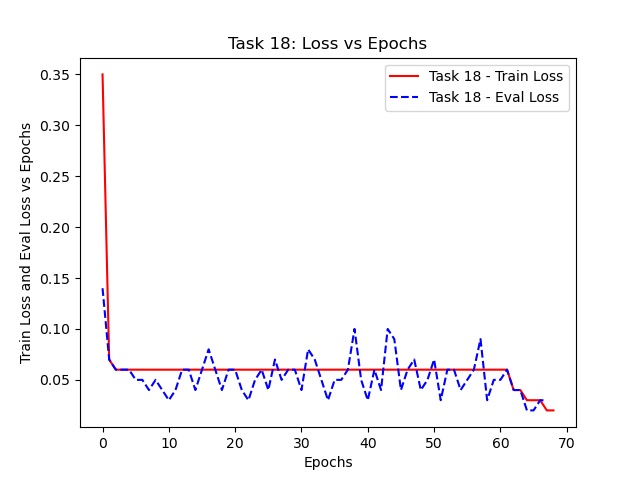 Task 18: Loss vs Epochs
Train Loss and Eval Loss vs Epochs
0.35
0.30
0.25
0.20
0.15
0.10
0.05
Task 18 - Train Loss
Task 18 - Eval Loss
0 10 20 30 40 50 60 70
Epochs